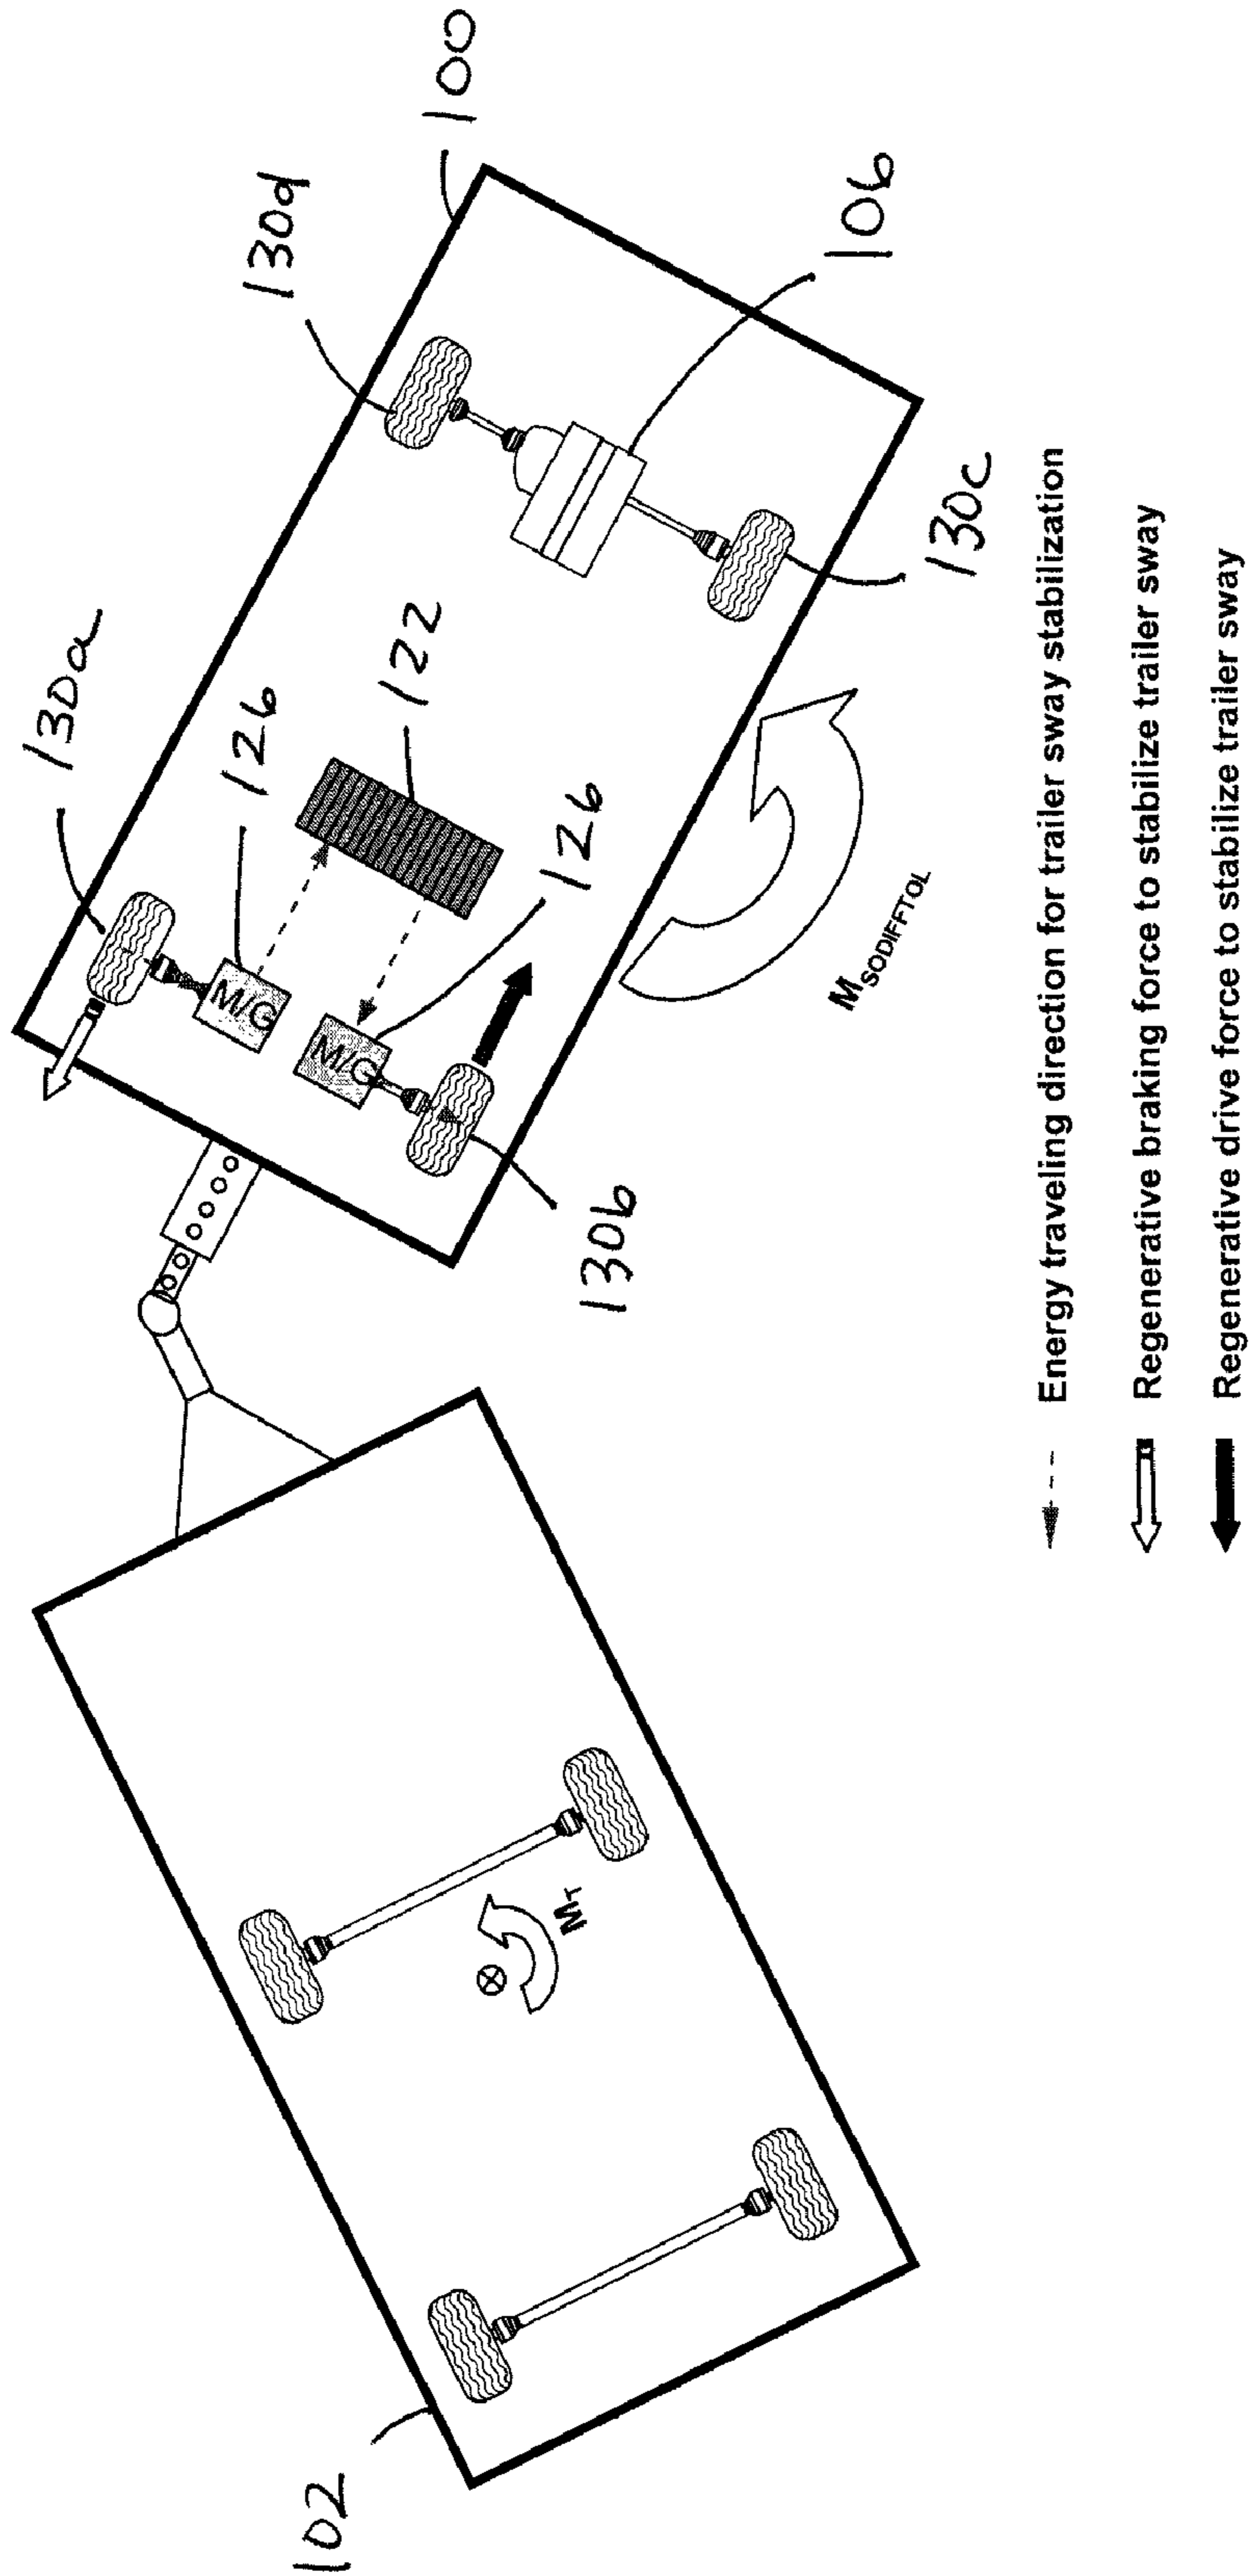 100
130d
106
130a
126
122
126
130c
130b
M/G
M/G
MSODIFFTOL
102
MT
Energy traveling direction for trailer sway stabilization
Regenerative braking force to stabilize trailer sway
Regenerative drive force to stabilize trailer sway